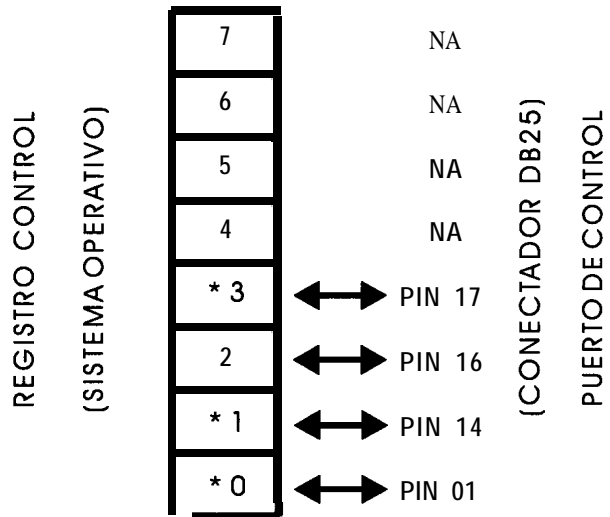 REGISTRO CONTROL
(SISTEMA OPERATIVO)
7 NA
6 NA
5 NA
4 NA
* 3 PIN 17
2 PIN 16
* 1 PIN 14
* 0 PIN 01
(CONECTADOR DB25)
PUERTO DE CONTROL